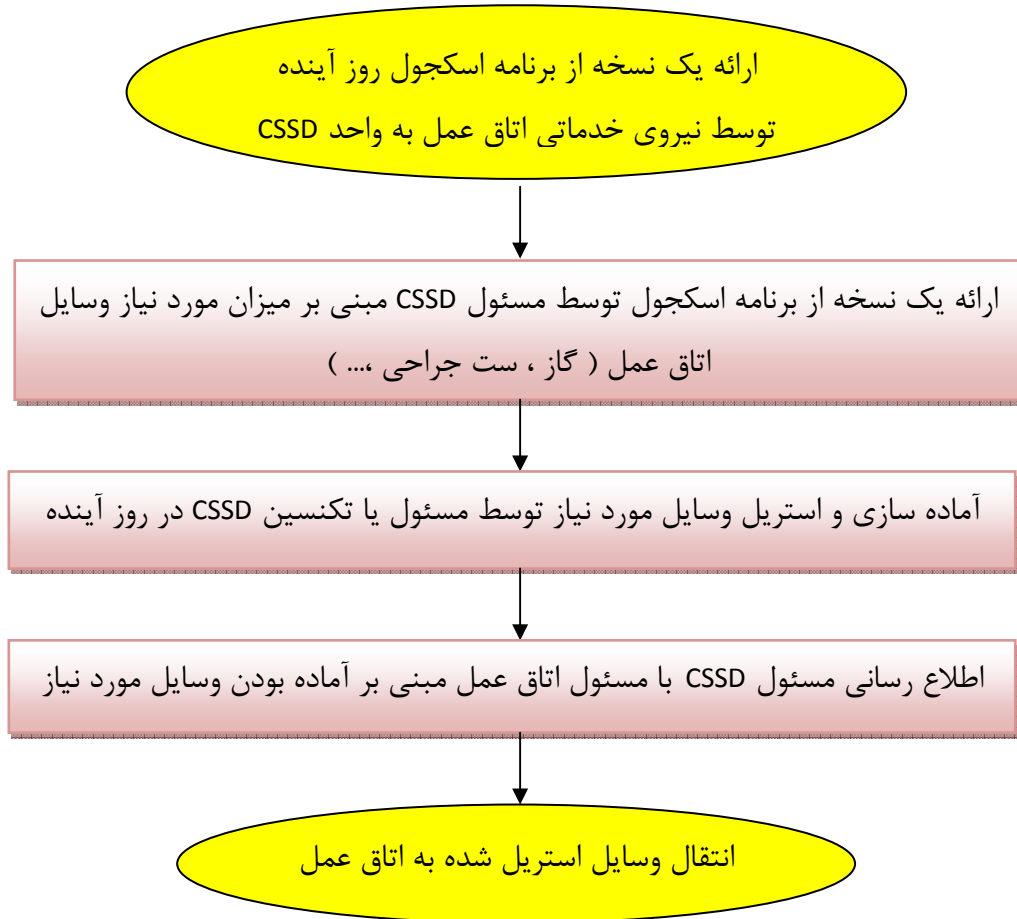 ارائه یک نسخه از برنامه اسکجول روز آینده
توسط نیروی خدماتی اتاق عمل به واحد CSSD
ارائه یک نسخه از برنامه اسکجول توسط مسئول CSSD مبنی بر میزان مورد نیاز وسایل
اتاق عمل ( گاز ، ست جراحی ،... )
آماده سازی و استریل وسایل مورد نیاز توسط مسئول یا تکنسین CSSD در روز آینده
اطلاع رسانی مسئول CSSD با مسئول اتاق عمل مبنی بر آماده بودن وسایل مورد نیاز
انتقال وسایل استریل شده به اتاق عمل